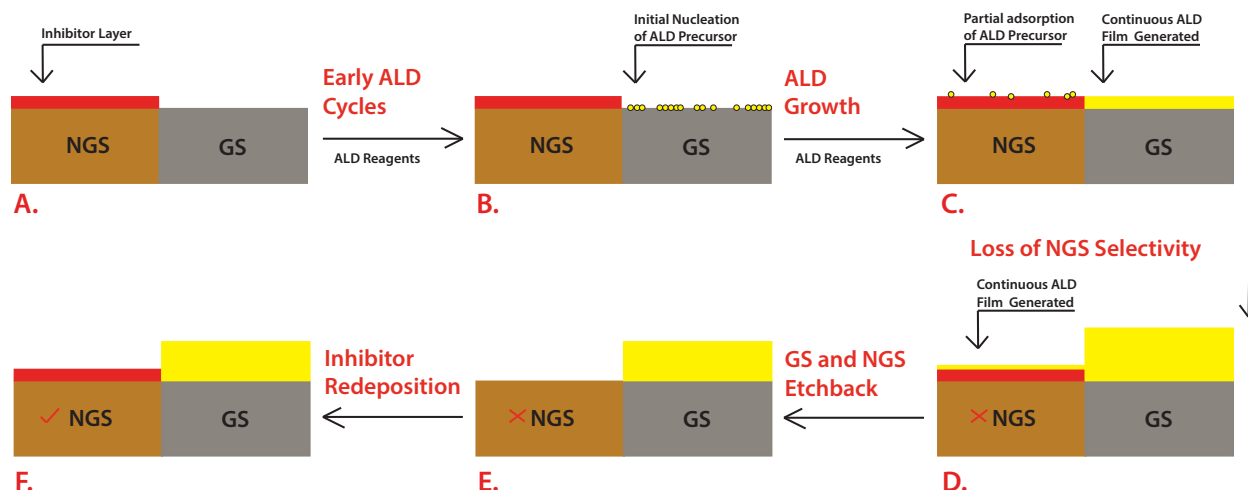 Inhibitor Layer
NGS
GS
A.
Early ALD
Cycles
ALD Reagents
Initial Nucleation
of ALD Precursor
NGS
GS
B.
ALD
Growth
ALD Reagents
Partial adsorption
of ALD Precursor
Continuous ALD
Film Generated
NGS
GS
C.
Loss of NGS Selectivity
Continuous ALD
Film Generated
NGS
GS
D.
GS and NGS
Etchback
NGS
GS
E.
Inhibitor
Redeposition
NGS
GS
F.